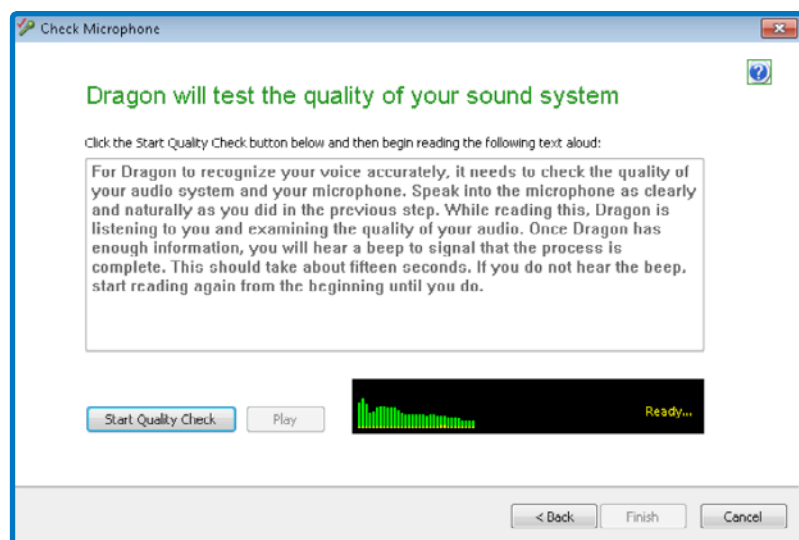 Check Microphone
Dragon will test the quality of your sound system
Click the Start Quality Check button below and then begin reading the following text aloud:
For Dragon to recognize your voice accurately, it needs to check the quality of
your audio system and your microphone. Speak into the microphone as clearly
and naturally as you did in the previous step. While reading this, Dragon is
listening to you and examining the quality of your audio. Once Dragon has
enough information, you will hear a beep to signal that the process is
complete. This should take about fifteen seconds. If you do not hear the beep,
start reading again from the beginning until you do.
Start Quality Check Play Ready...
< Back Finish Cancel